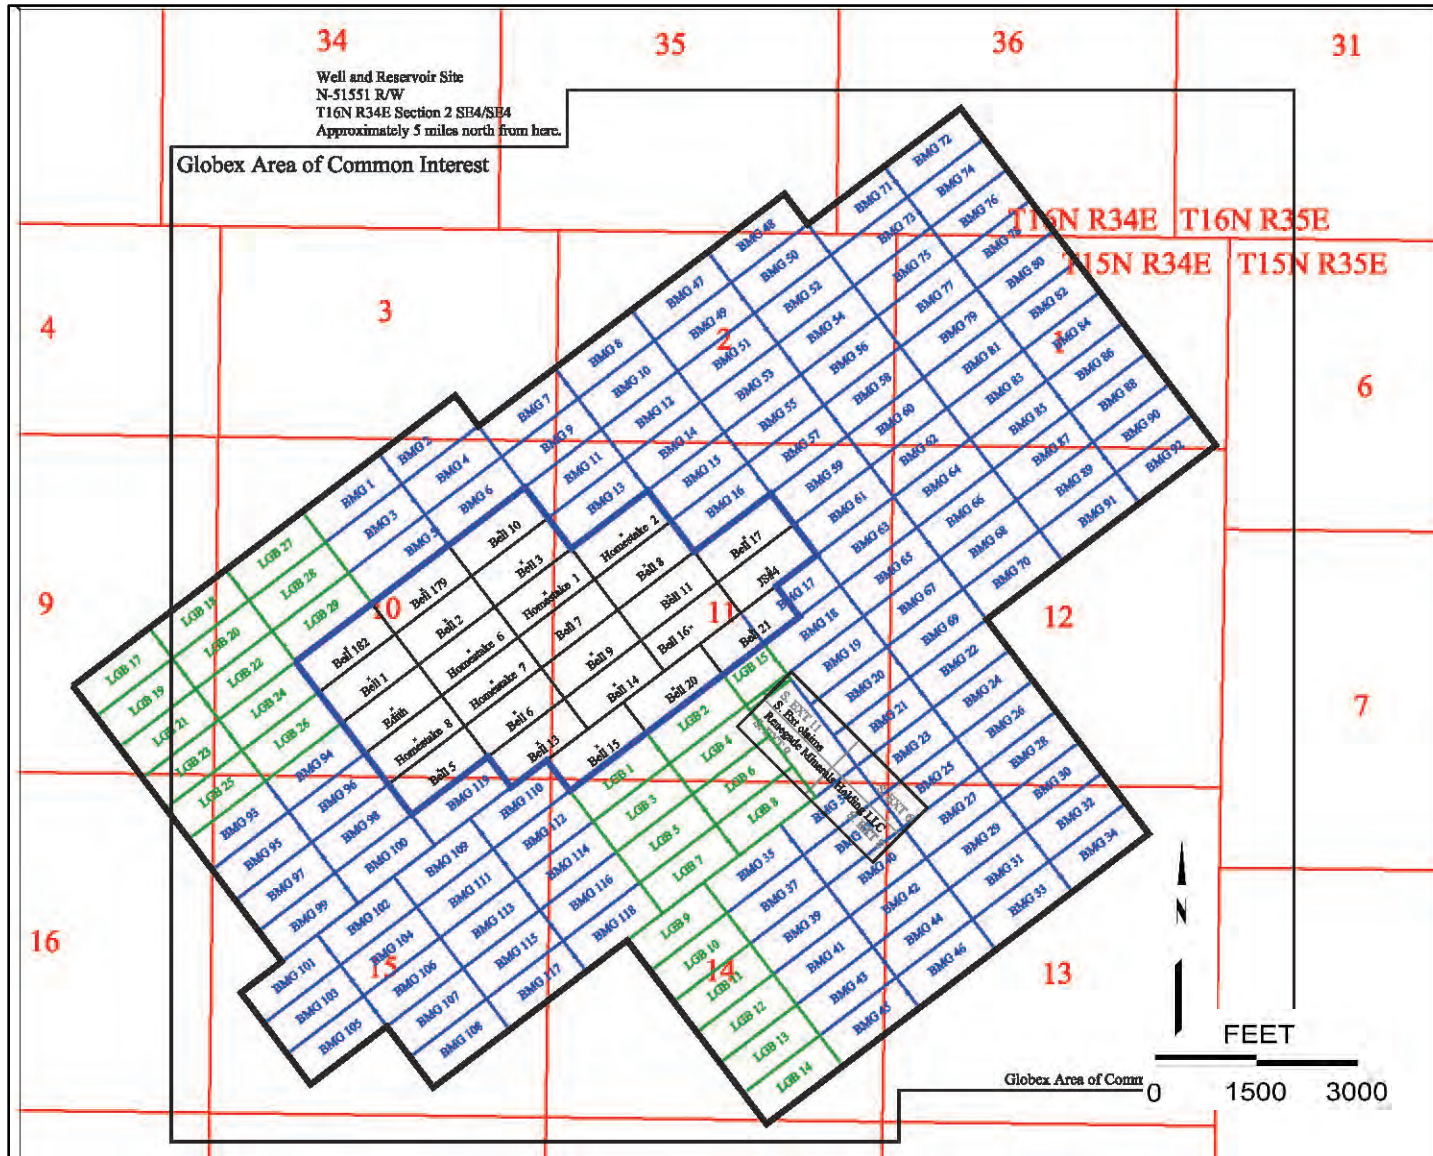 34
35
36
31
Well and Reservoir Site
N-51551 R/W
T16N R34E Section 2 SE4/SE4
Approximately 5 miles north from here.
Globex Area of Common Interest
T16N R34E
T16N R35E
T15N R34E
T15N R35E
4
3
2
1
6
9
10
11
12
7
16
15
14
13
BMG 72
BMG 71
BMG 74
BMG 73
BMG 76
BMG 75
BMG 78
BMG 77
BMG 80
BMG 79
BMG 82
BMG 81
BMG 84
BMG 83
BMG 86
BMG 85
BMG 88
BMG 87
BMG 90
BMG 89
BMG 92
BMG 91
BMG 48
BMG 47
BMG 50
BMG 49
BMG 52
BMG 51
BMG 54
BMG 53
BMG 56
BMG 55
BMG 58
BMG 57
BMG 60
BMG 59
BMG 62
BMG 61
BMG 64
BMG 63
BMG 66
BMG 65
BMG 68
BMG 67
BMG 70
BMG 69
BMG 8
BMG 7
BMG 10
BMG 9
BMG 12
BMG 11
BMG 14
BMG 13
BMG 15
BMG 16
BMG 2
BMG 1
BMG 4
BMG 3
BMG 6
BMG 5
BMG 17
BMG 18
BMG 19
BMG 20
BMG 21
BMG 22
BMG 23
BMG 24
BMG 25
BMG 26
BMG 27
BMG 28
BMG 29
BMG 30
BMG 31
BMG 32
BMG 33
BMG 34
LGB 27
LGB 18
LGB 28
LGB 17
LGB 20
LGB 29
LGB 19
LGB 22
LGB 21
LGB 24
LGB 23
LGB 26
LGB 25
Bell 10
Bell 179
Bell 3
Bell 182
Bell 2
Homestake 1
Homestake 2
Bell 1
Homestake 6
Bell 7
Bell 8
Bell 17
Edith
Homestake 7
Bell 9
Bell 11
JS#4
Homestake 8
Bell 6
Bell 14
Bell 16
Bell 21
Bell 5
Bell 13
Bell 15
Bell 20
LGB 15
LGB 2
LGB 1
LGB 4
LGB 3
LGB 6
LGB 5
LGB 8
LGB 7
LGB 9
LGB 10
LGB 11
LGB 12
LGB 13
LGB 14
S. EXT 11
S. Ext claims
Renegade Minerals Holding LLC
S. EXT 9
S. EXT 6
BMG 94
BMG 93
BMG 96
BMG 95
BMG 98
BMG 97
BMG 100
BMG 99
BMG 102
BMG 101
BMG 104
BMG 103
BMG 106
BMG 105
BMG 107
BMG 108
BMG 119
BMG 110
BMG 109
BMG 112
BMG 111
BMG 114
BMG 113
BMG 116
BMG 115
BMG 118
BMG 117
BMG 35
BMG 37
BMG 40
BMG 39
BMG 42
BMG 41
BMG 44
BMG 43
BMG 46
BMG 45
N
FEET
0 1500 3000
Globex Area of Comm